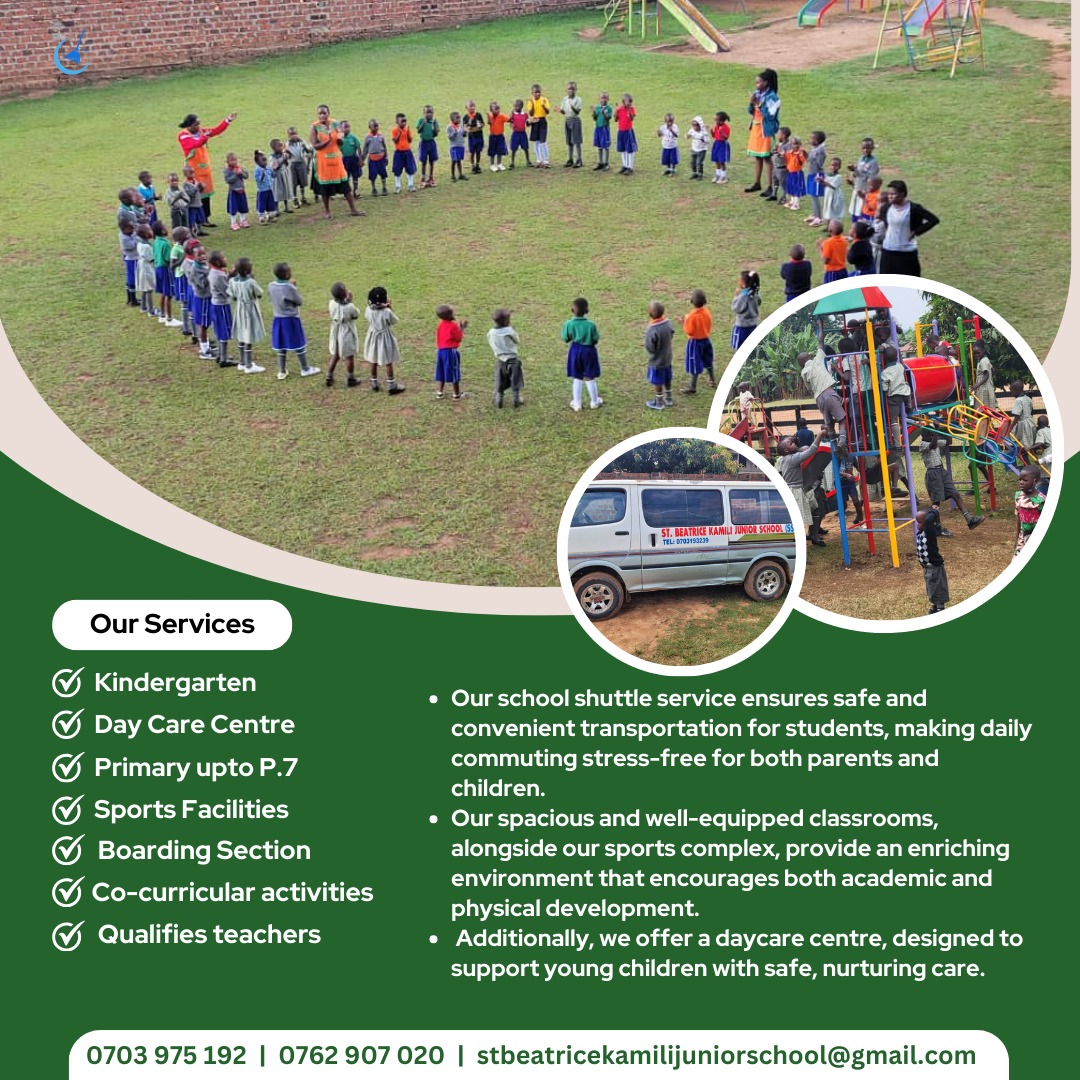 ST. BEATRICE KAMILI JUNIOR SCHOOL
TEL: 0703193239
Our Services
Kindergarten
Day Care Centre
Primary upto P.7
Sports Facilities
Boarding Section
Co-curricular activities
Qualifies teachers
Our school shuttle service ensures safe and
convenient transportation for students, making daily
commuting stress-free for both parents and
children.
Our spacious and well-equipped classrooms,
alongside our sports complex, provide an enriching
environment that encourages both academic and
physical development.
Additionally, we offer a daycare centre, designed to
support young children with safe, nurturing care.
0703 975 192 | 0762 907 020 | stbeatricekamilijuniorschool@gmail.com